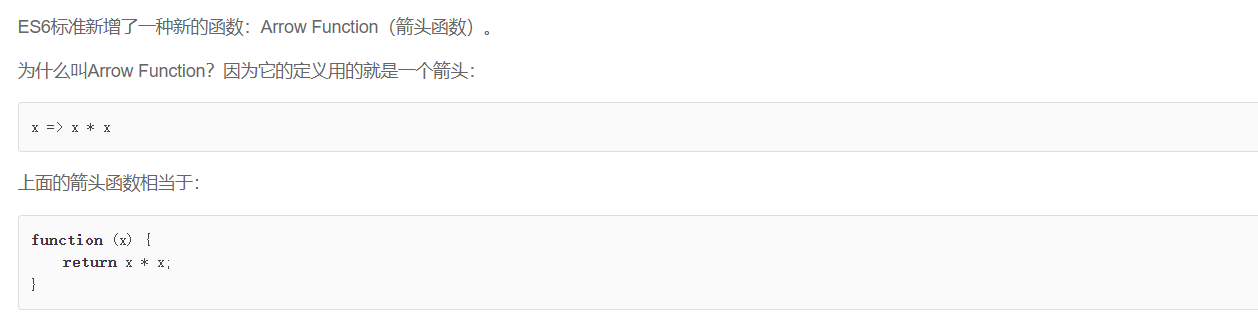 ES6标准新增了一种新的函数：Arrow Function（箭头函数）。
为什么叫Arrow Function？因为它的定义用的就是一个箭头：
x => x * x
上面的箭头函数相当于：
function (x) {
    return x * x;
}